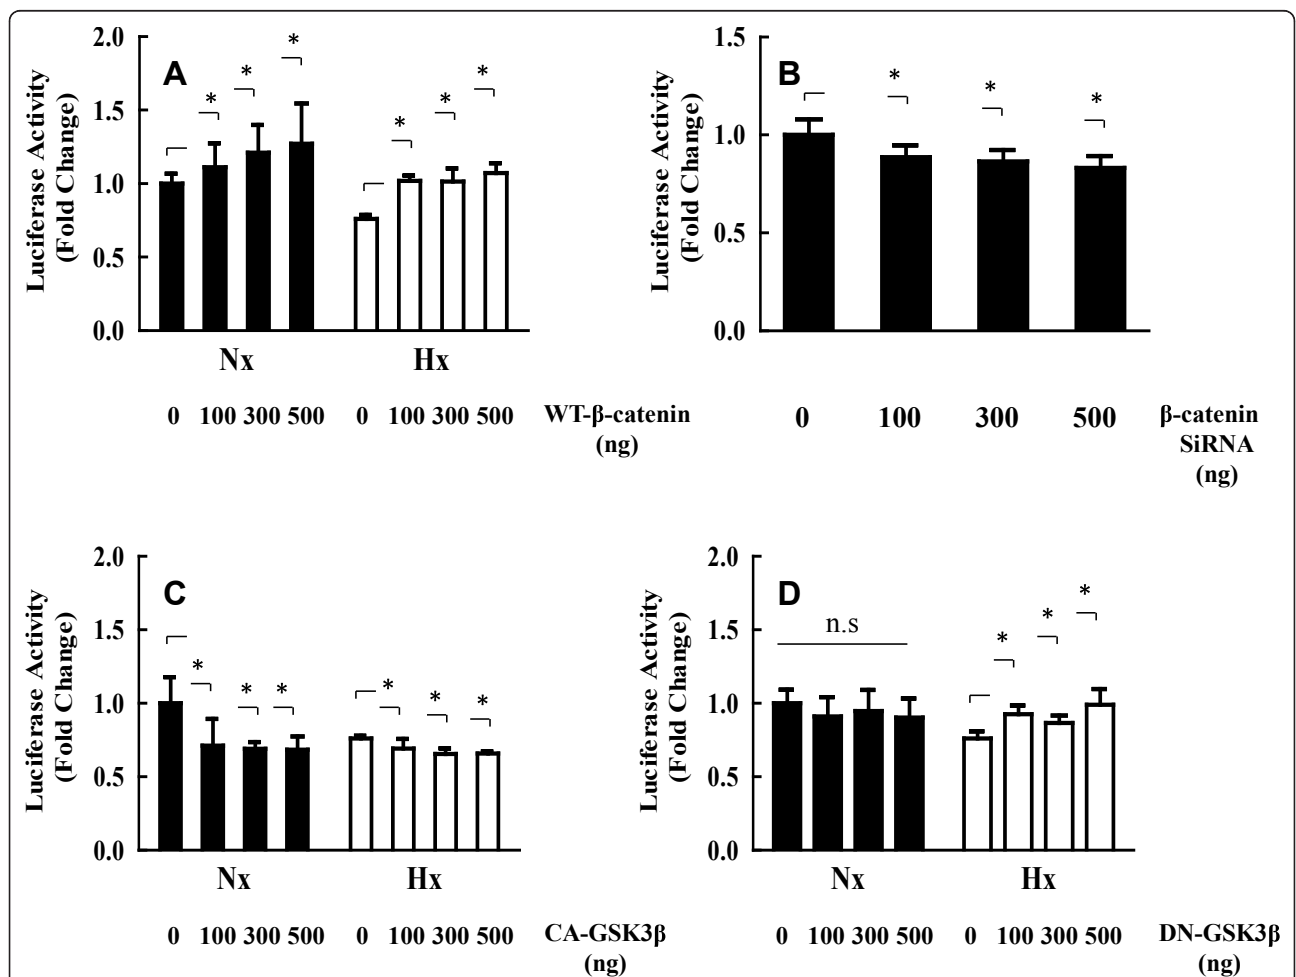 A
Luciferase Activity
(Fold Change)
2.0
1.5
1.0
0.5
0.0
* * * * * *
Nx Hx
0 100 300 500 0 100 300 500 WT-β-catenin
(ng)
B
Luciferase Activity
(Fold Change)
1.5
1.0
0.5
0.0
* * *
0 100 300 500 β-catenin
SiRNA
(ng)
C
Luciferase Activity
(Fold Change)
2.0
1.5
1.0
0.5
0.0
* * * * * *
Nx Hx
0 100 300 500 0 100 300 500 CA-GSK3β
(ng)
D
Luciferase Activity
(Fold Change)
2.0
1.5
1.0
0.5
0.0
n.s * * *
Nx Hx
0 100 300 500 0 100 300 500 DN-GSK3β
(ng)